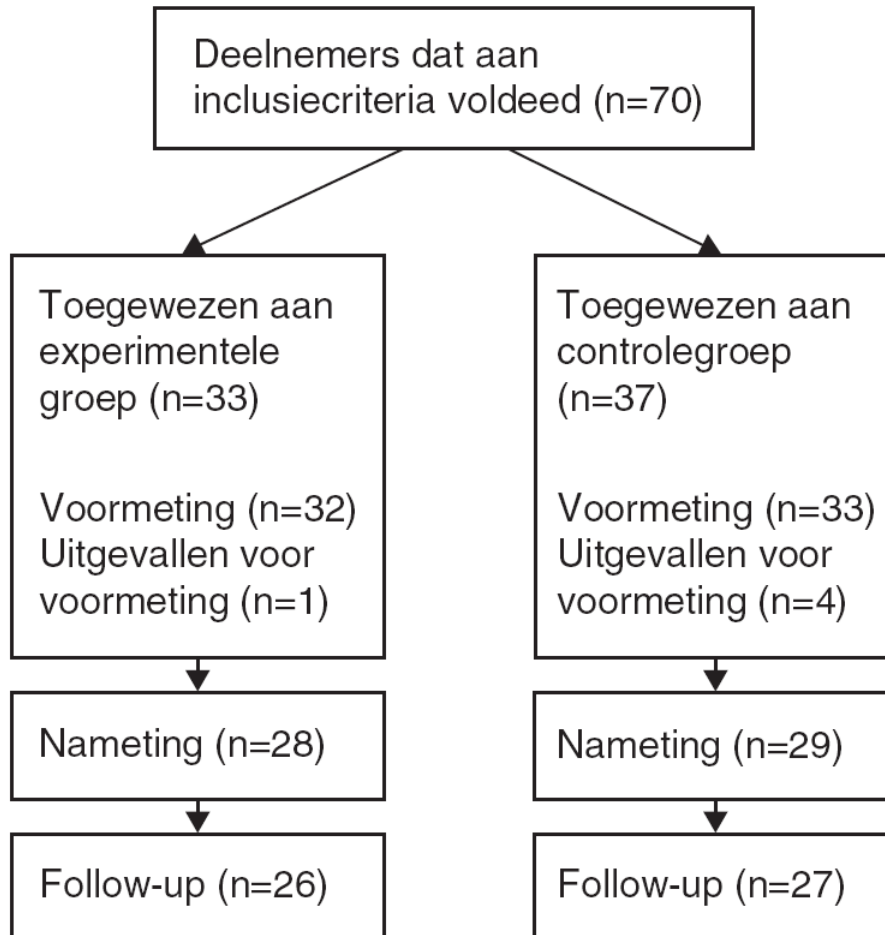 Deelnemers dat aan
inclusiecriteria voldeed (n=70)
Toegewezen aan
experimentele
groep (n=33)
Voormeting (n=32)
Uitgevallen voor
voormeting (n=1)
Nameting (n=28)
Follow-up (n=26)
Toegewezen aan
controlegroep
(n=37)
Voormeting (n=33)
Uitgevallen voor
voormeting (n=4)
Nameting (n=29)
Follow-up (n=27)